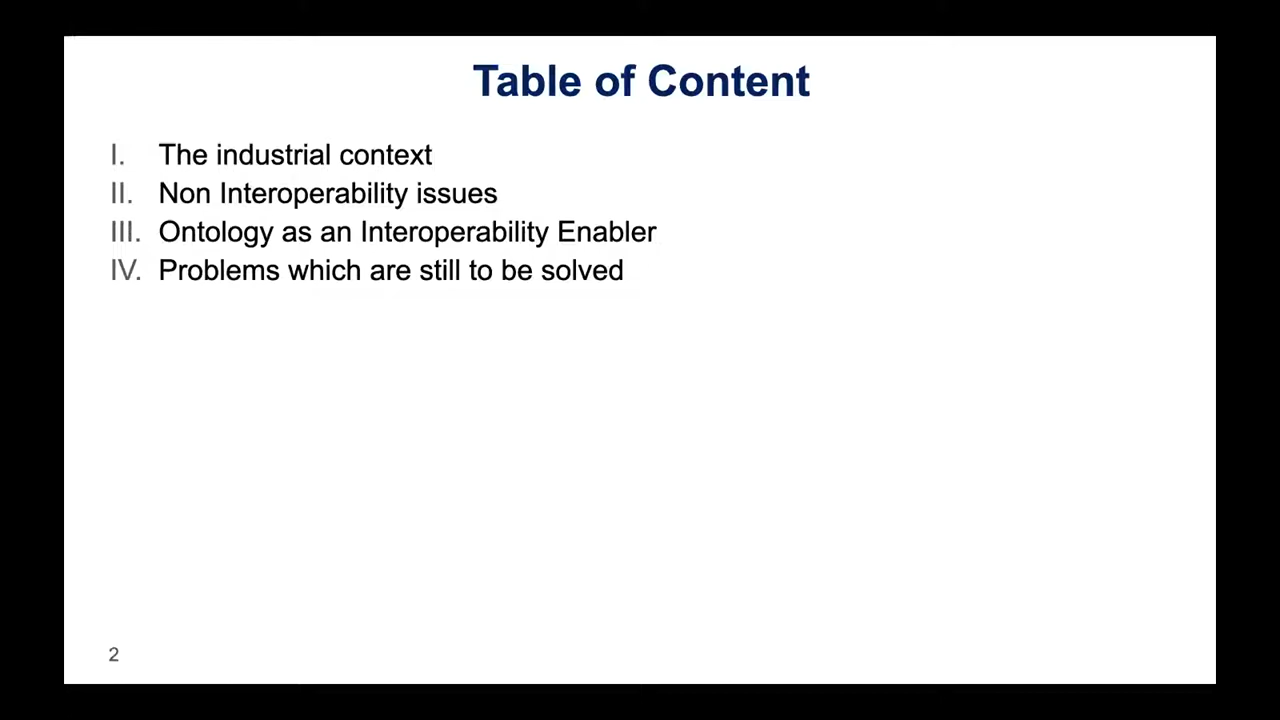 Table of Content
I. The industrial context
II. Non Interoperability issues
III. Ontology as an Interoperability Enabler
IV. Problems which are still to be solved
2